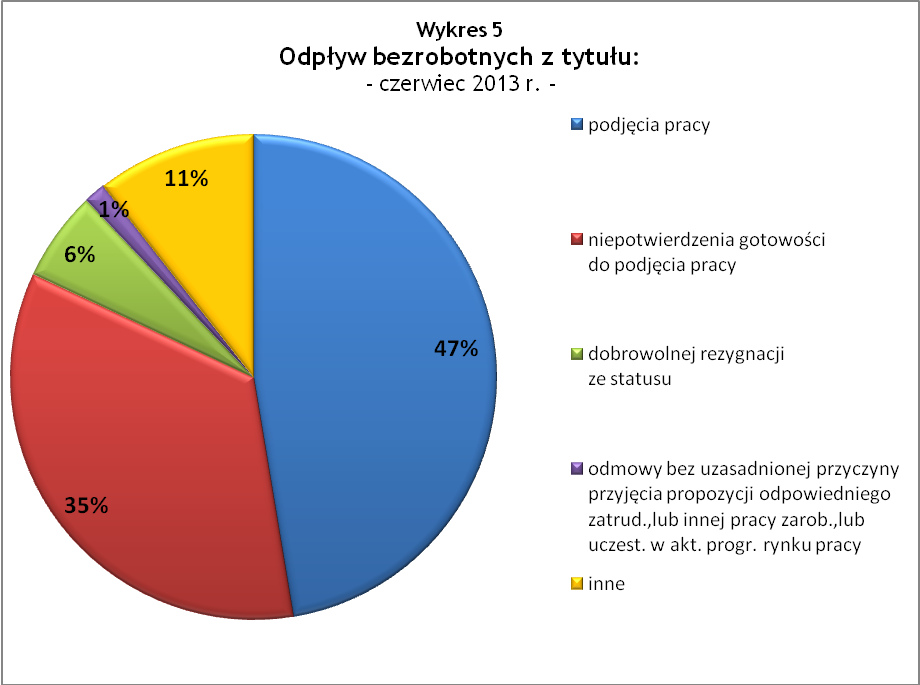 Wykres 5
Odpływ bezrobotnych z tytułu:
- czerwiec 2013 r. -
podjęcia pracy
niepotwierdzenia gotowości
do podjęcia pracy
dobrowolnej rezygnacji
ze statusu
odmowy bez uzasadnionej przyczyny
przyjęcia propozycji odpowiedniego
zatrud.,lub innej pracy zarob.,lub
uczest. w akt. progr. rynku pracy
inne
11%
1%
6%
47%
35%